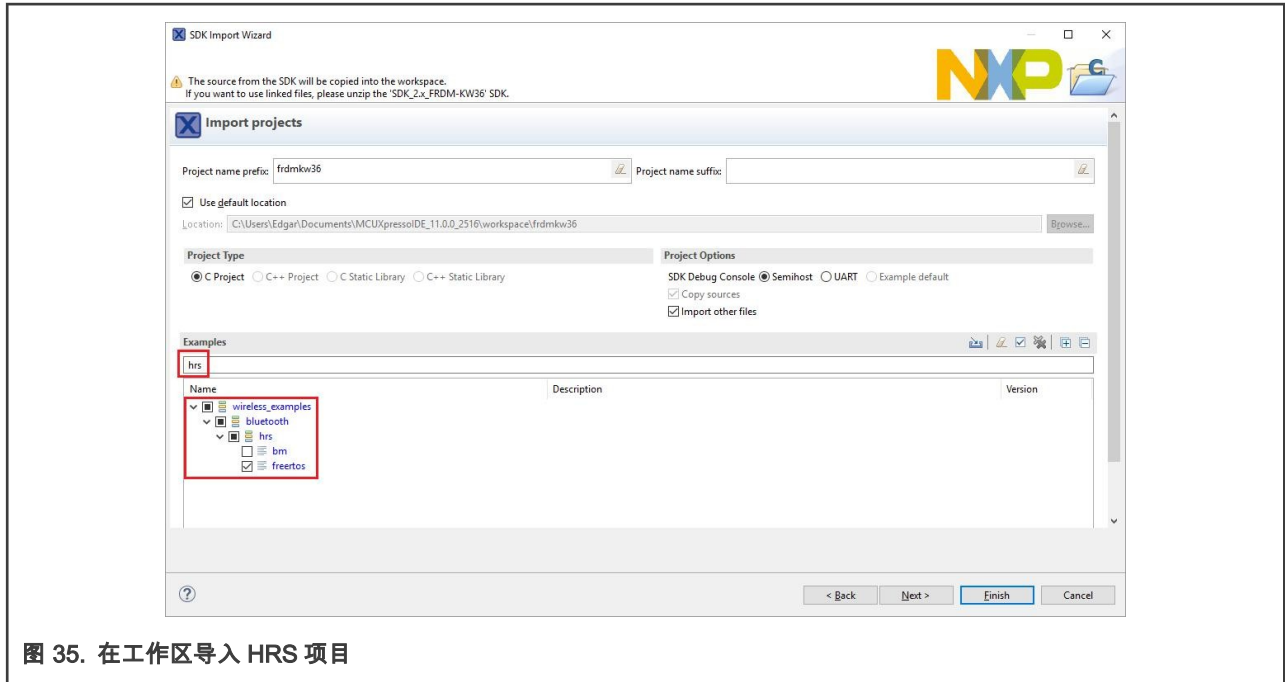 SDK Import Wizard
The source from the SDK will be copied into the workspace.
If you want to use linked files, please unzip the 'SDK_2.x_FRDM-KW36' SDK.
NXP
Import projects
Project name prefix: frdmkw36 Project name suffix:
Use default location
Location: C:\Users\Edgar\Documents\MCUXpressoIDE_11.0.0_2516\workspace\frdmkw36 Browse...
Project Type Project Options
C Project C++ Project C Static Library C++ Static Library SDK Debug Console Semihost UART Example default
Copy sources
Import other files
Examples
hrs
Name Description Version
wireless_examples
bluetooth
hrs
bm
freertos
< Back Next > Finish Cancel
图 35. 在工作区导入 HRS 项目